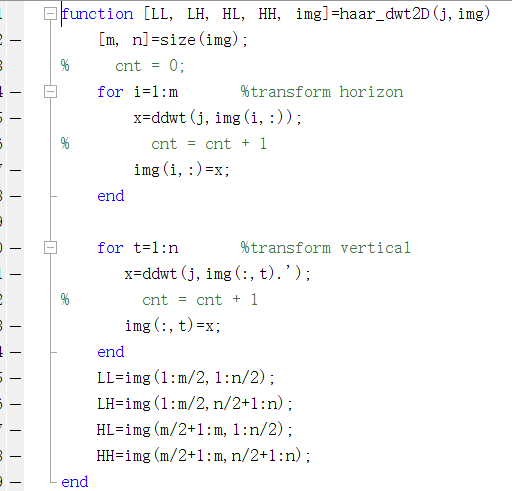 function [LL, LH, HL, HH, img]=haar_dwt2D(j,img)
    [m, n]=size(img);
%     cnt = 0;
    for i=1:m       %transform horizon
        x=ddwt(j,img(i,:));
%         cnt = cnt + 1
        img(i,:)=x;
    end

    for t=1:n       %transform vertical
       x=ddwt(j,img(:,t).');
%        cnt = cnt + 1
       img(:,t)=x;
    end
    LL=img(1:m/2,1:n/2);
    LH=img(1:m/2,n/2+1:n);
    HL=img(m/2+1:m,1:n/2);
    HH=img(m/2+1:m,n/2+1:n);
end